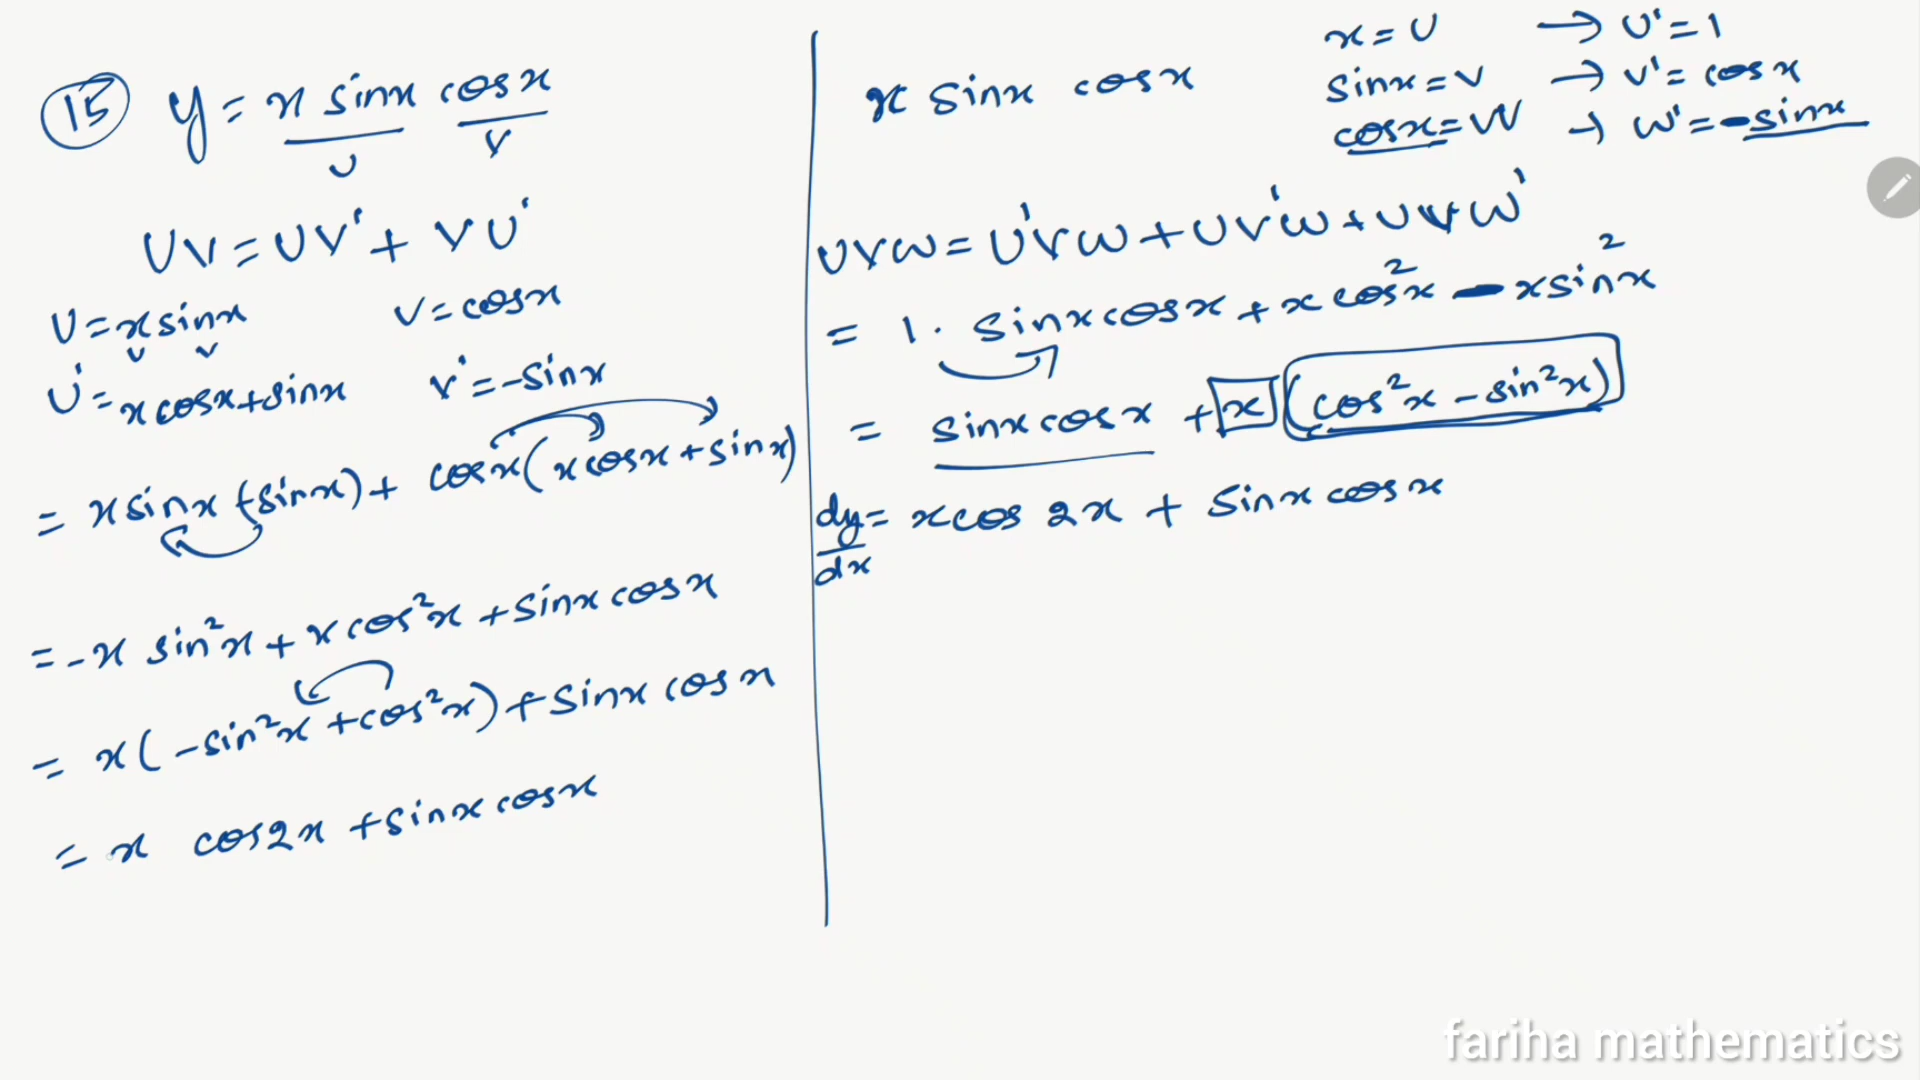 15 y = x sinx cosx
U V
UV = UV' + VU'
U = x sinx V = cosx
U V
U' = x cosx + sinx V' = -sinx
= x sinx (-sinx) + cosx (x cosx + sinx)
= -x sin²x + x cos²x + sinx cosx
= x(-sin²x + cos²x) + sinx cosx
= x cos2x + sinx cosx
x sinx cosx
x = U → U' = 1
sinx = V → V' = cosx
cosx = W → W' = -sinx
UVW = U'VW + UV'W + UVW'
= 1. sinx cosx + x cos²x - x sin²x
= sinx cosx + x (cos²x - sin²x)
dy/dx = x cos 2x + sinx cosx
fariha mathematics